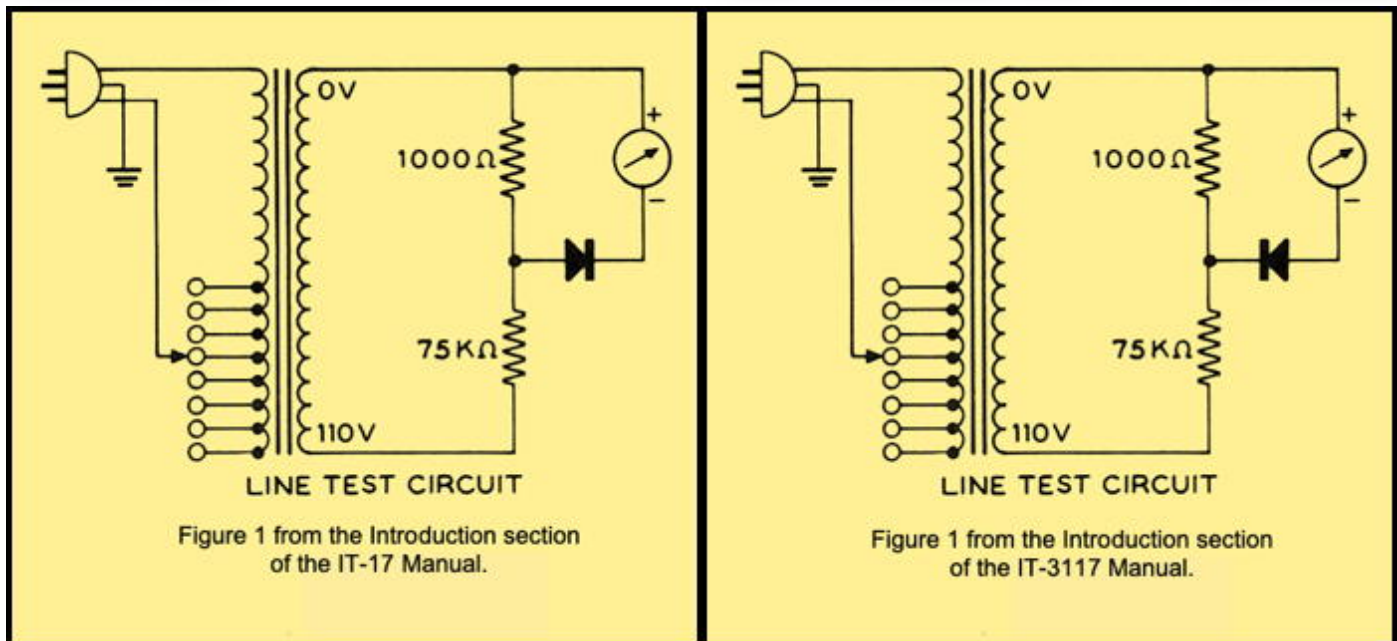 0V
1000Ω
+
−
75KΩ
110V
LINE TEST CIRCUIT
Figure 1 from the Introduction section
of the IT-17 Manual.
0V
1000Ω
+
−
75KΩ
110V
LINE TEST CIRCUIT
Figure 1 from the Introduction section
of the IT-3117 Manual.